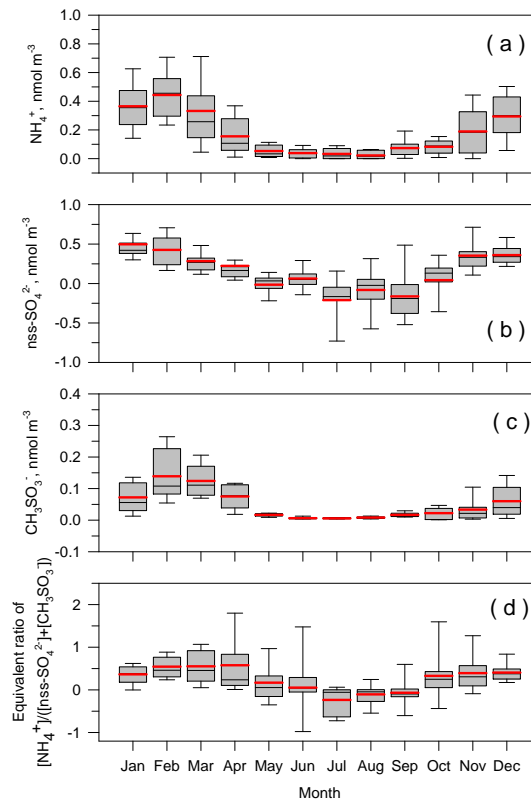 1.0
0.8
0.6
0.4
0.2
0.0
NH₄⁺, nmol m⁻³
( a )
1.0
0.5
0.0
-0.5
-1.0
nss-SO₄²⁻, nmol m⁻³
( b )
0.4
0.3
0.2
0.1
0.0
-0.1
CH₃SO₃⁻, nmol m⁻³
( c )
2
1
0
-1
Equivalent ratio of
[NH₄⁺]/([nss-SO₄²⁻]+[CH₃SO₃⁻])
( d )
Jan Feb Mar Apr May Jun Jul Aug Sep Oct Nov Dec
Month